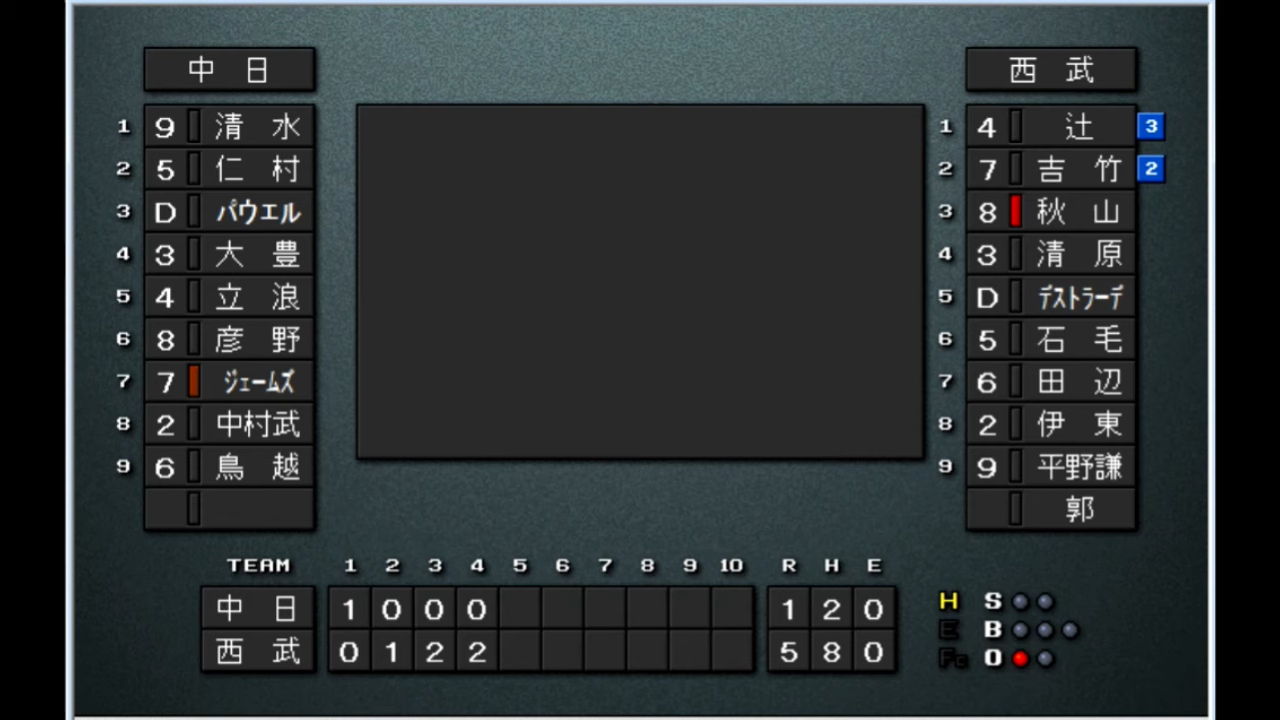 中 日
1 9 清 水
2 5 仁 村
3 D パウエル
4 3 大 豊
5 4 立 浪
6 8 彦 野
7 7 ジェームズ
8 2 中村武
9 6 鳥 越
西 武
1 4 辻 3
2 7 吉 竹 2
3 8 秋 山
4 3 清 原
5 D デストラーデ
6 5 石 毛
7 6 田 辺
8 2 伊 東
9 9 平野謙
郭
TEAM 1 2 3 4 5 6 7 8 9 10 R H E
中 日 1 0 0 0 1 2 0
西 武 0 1 2 2 5 8 0
H S
E B
Fc O